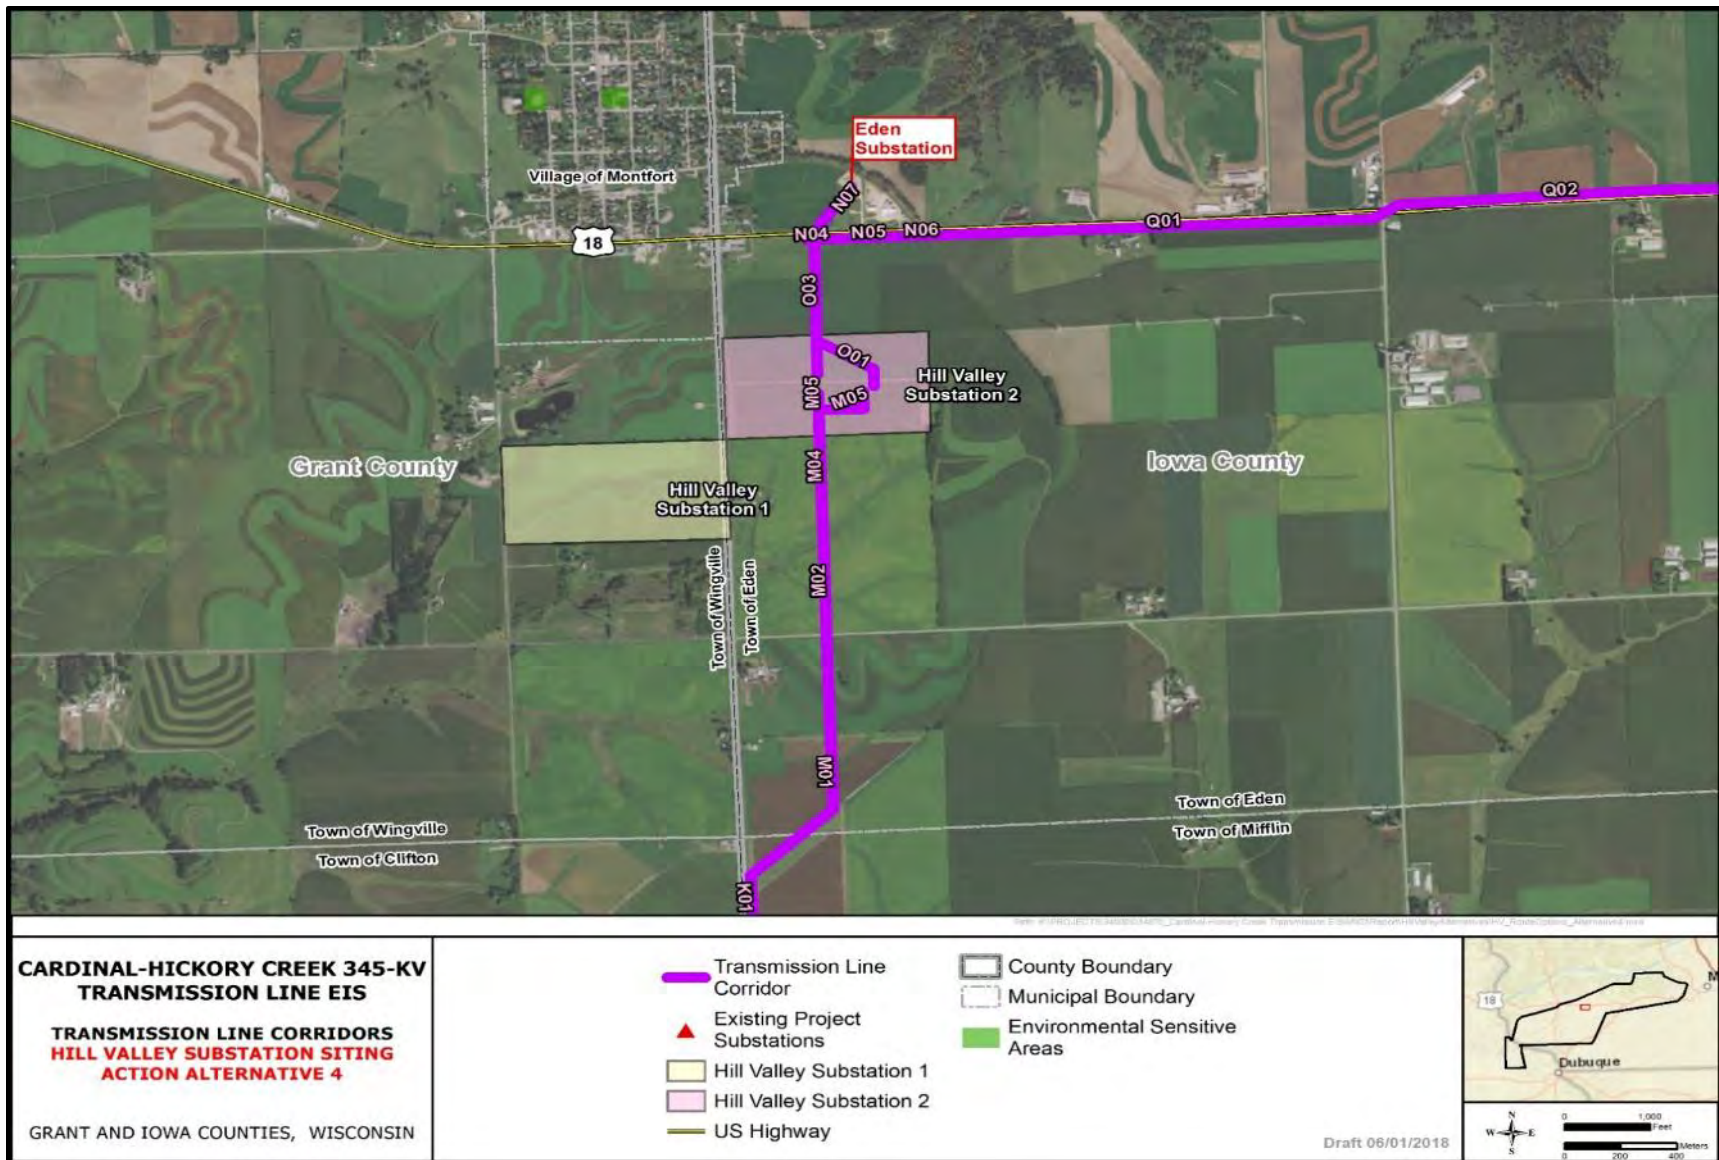 Eden
Substation
Village of Montfort
N07
Q02
N04
N05
N06
Q01
18
O03
O01
Hill Valley
Substation 2
M05
M05
Grant County
Iowa County
M04
Hill Valley
Substation 1
Town of Wingville
Town of Eden
M02
M01
Town of Eden
Town of Mifflin
Town of Wingville
Town of Clifton
K01
CARDINAL-HICKORY CREEK 345-KV
TRANSMISSION LINE EIS
TRANSMISSION LINE CORRIDORS
HILL VALLEY SUBSTATION SITING
ACTION ALTERNATIVE 4
GRANT AND IOWA COUNTIES, WISCONSIN
Transmission Line
Corridor
Existing Project
Substations
Hill Valley Substation 1
Hill Valley Substation 2
US Highway
County Boundary
Municipal Boundary
Environmental Sensitive
Areas
Draft 06/01/2018
18
M
Dubuque
N
W
E
S
0 1,000
Feet
Meters
0 200 400